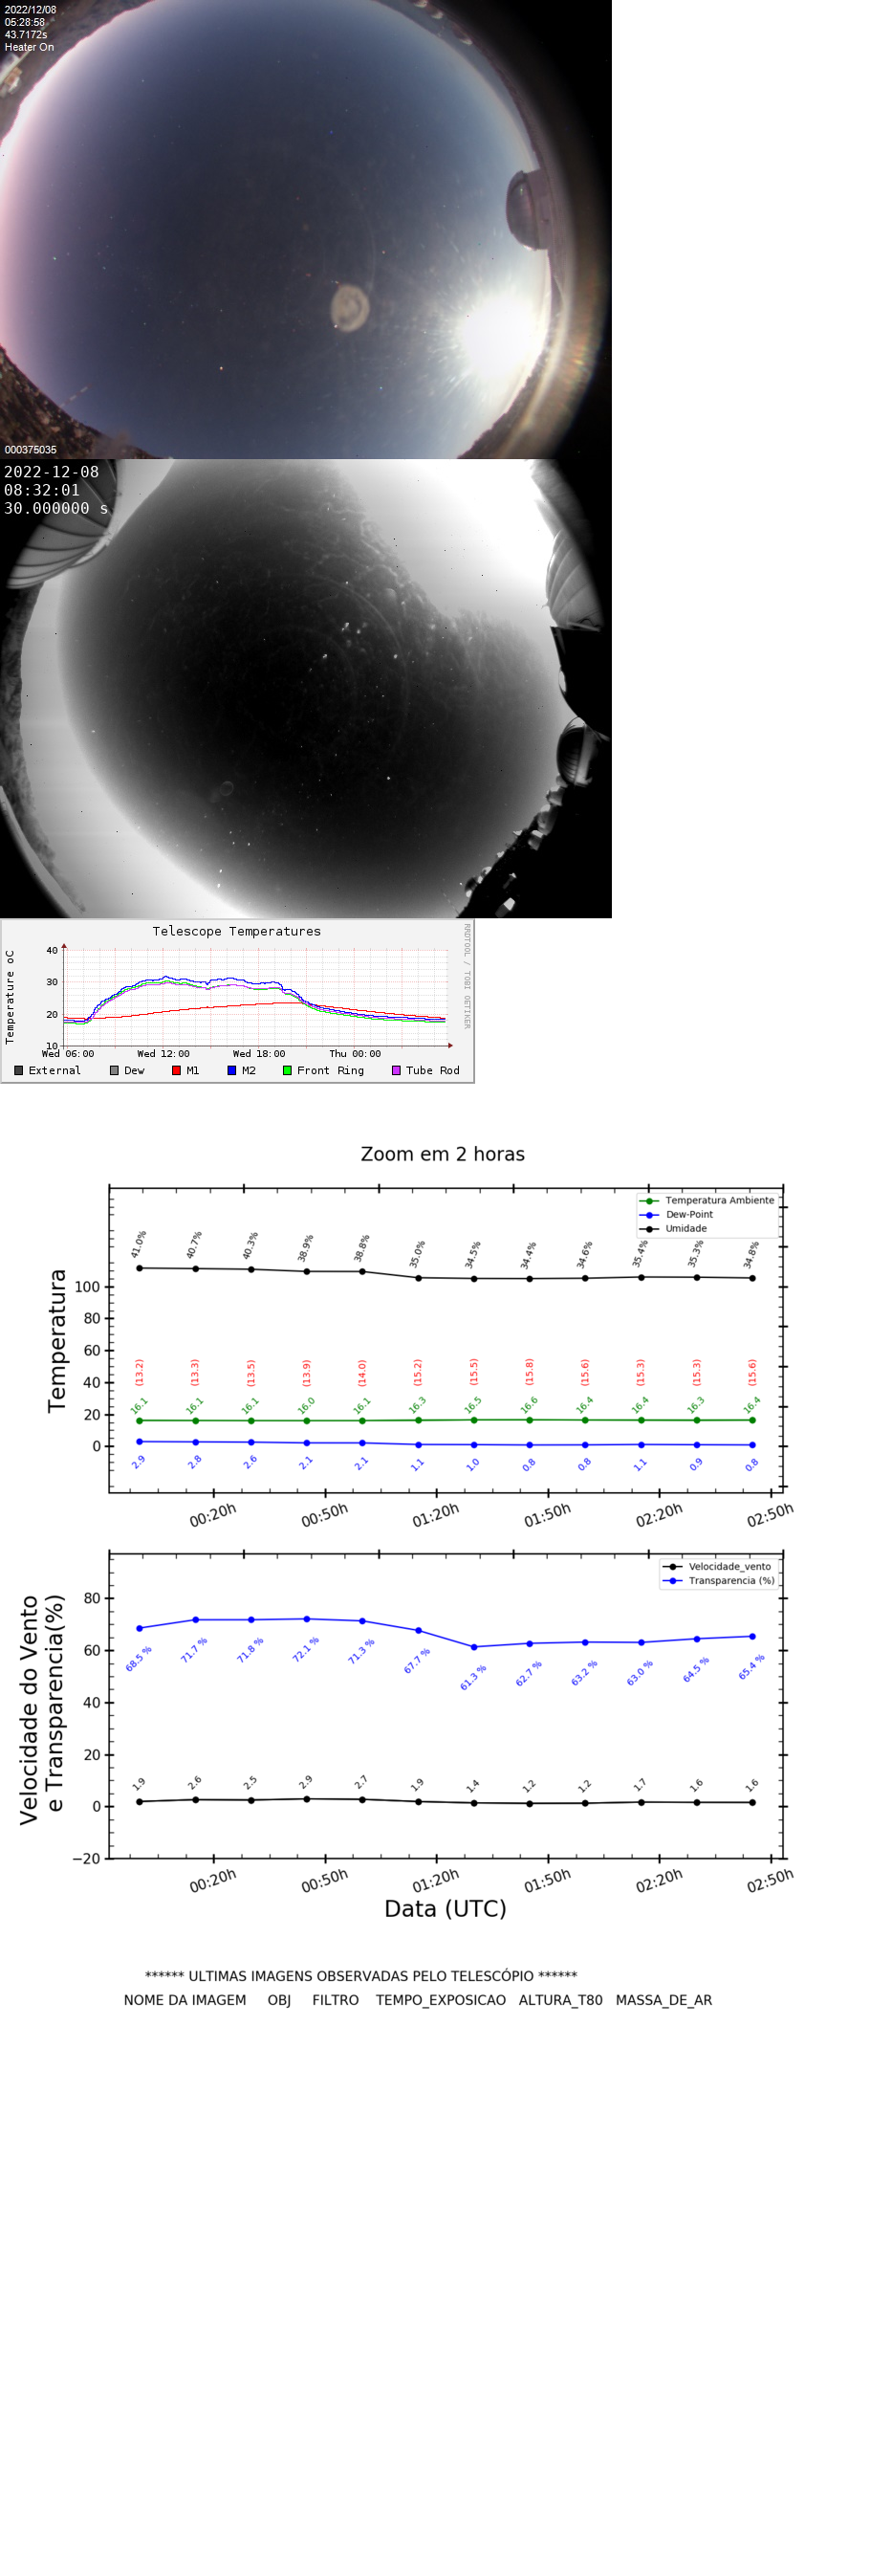 2022/12/08
05:28:58
43.7172s
Heater On
000375035
2022-12-08
08:32:01
30.000000 s
Telescope Temperatures
RRDTOOL / TOBI OETIKER
Temperature oC
40
30
20
10
Wed 06:00 Wed 12:00 Wed 18:00 Thu 00:00
External Dew M1 M2 Front Ring Tube Rod
Zoom em 2 horas
Temperatura Ambiente
Dew-Point
Umidade
Temperatura
100
80
60
40
20
0
41.0% 40.7% 40.3% 38.9% 38.8% 35.0% 34.5% 34.4% 34.6% 35.4% 35.3% 34.8%
(13.2) (13.3) (13.5) (13.9) (14.0) (15.2) (15.5) (15.8) (15.6) (15.3) (15.3) (15.6)
16.1 16.1 16.1 16.0 16.1 16.3 16.5 16.6 16.4 16.4 16.3 16.4
2.9 2.8 2.6 2.1 2.1 1.1 1.0 0.8 0.8 1.1 0.9 0.8
00:20h 00:50h 01:20h 01:50h 02:20h 02:50h
Velocidade_vento
Transparencia (%)
Velocidade do Vento
e Transparencia(%)
80
60
40
20
0
−20
68.5 % 71.7 % 71.8 % 72.1 % 71.3 % 67.7 % 61.3 % 62.7 % 63.2 % 63.0 % 64.5 % 65.4 %
1.9 2.6 2.5 2.9 2.7 1.9 1.4 1.2 1.2 1.7 1.6 1.6
00:20h 00:50h 01:20h 01:50h 02:20h 02:50h
Data (UTC)
****** ULTIMAS IMAGENS OBSERVADAS PELO TELESCÓPIO ******
NOME DA IMAGEM OBJ FILTRO TEMPO_EXPOSICAO ALTURA_T80 MASSA_DE_AR